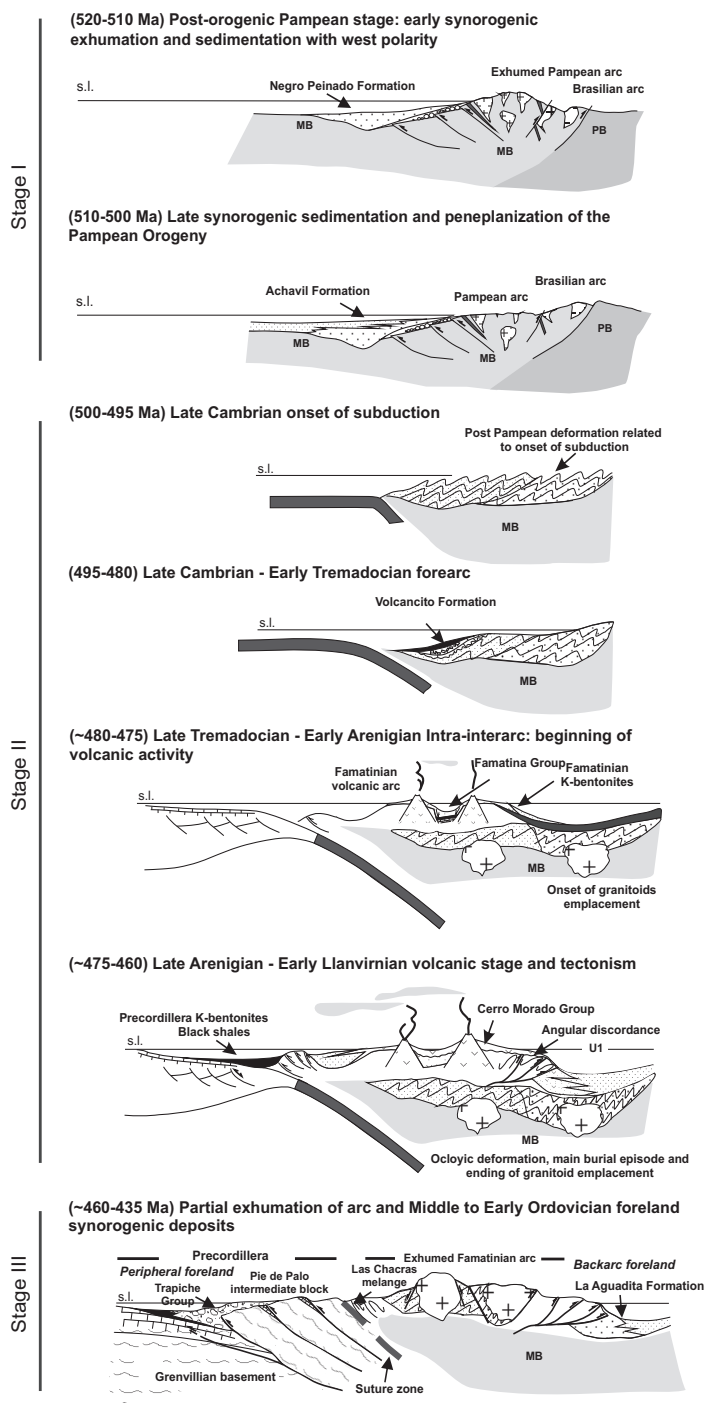 Stage I
(520-510 Ma) Post-orogenic Pampean stage: early synorogenic
exhumation and sedimentation with west polarity
s.l.
Negro Peinado Formation
Exhumed Pampean arc
Brasilian arc
MB
MB
PB
(510-500 Ma) Late synorogenic sedimentation and peneplanization of the
Pampean Orogeny
s.l.
Achavil Formation
Pampean arc
Brasilian arc
MB
MB
PB
Stage II
(500-495 Ma) Late Cambrian onset of subduction
Post Pampean deformation related
to onset of subduction
s.l.
MB
(495-480) Late Cambrian - Early Tremadocian forearc
Volcancito Formation
s.l.
MB
(~480-475) Late Tremadocian - Early Arenigian Intra-interarc: beginning of
volcanic activity
s.l.
Famatinian
volcanic arc
Famatina Group
Famatinian
K-bentonites
MB
Onset of granitoids
emplacement
(~475-460) Late Arenigian - Early Llanvirnian volcanic stage and tectonism
Precordillera K-bentonites
Black shales
s.l.
Cerro Morado Group
Angular discordance
U1
MB
Ocloyic deformation, main burial episode and
ending of granitoid emplacement
Stage III
(~460-435 Ma) Partial exhumation of arc and Middle to Early Ordovician foreland
synorogenic deposits
Precordillera
Peripheral foreland
Trapiche
Group
s.l.
Pie de Palo
intermediate block
Las Chacras
melange
Exhumed Famatinian arc
Backarc foreland
La Aguadita Formation
MB
Grenvillian basement
Suture zone